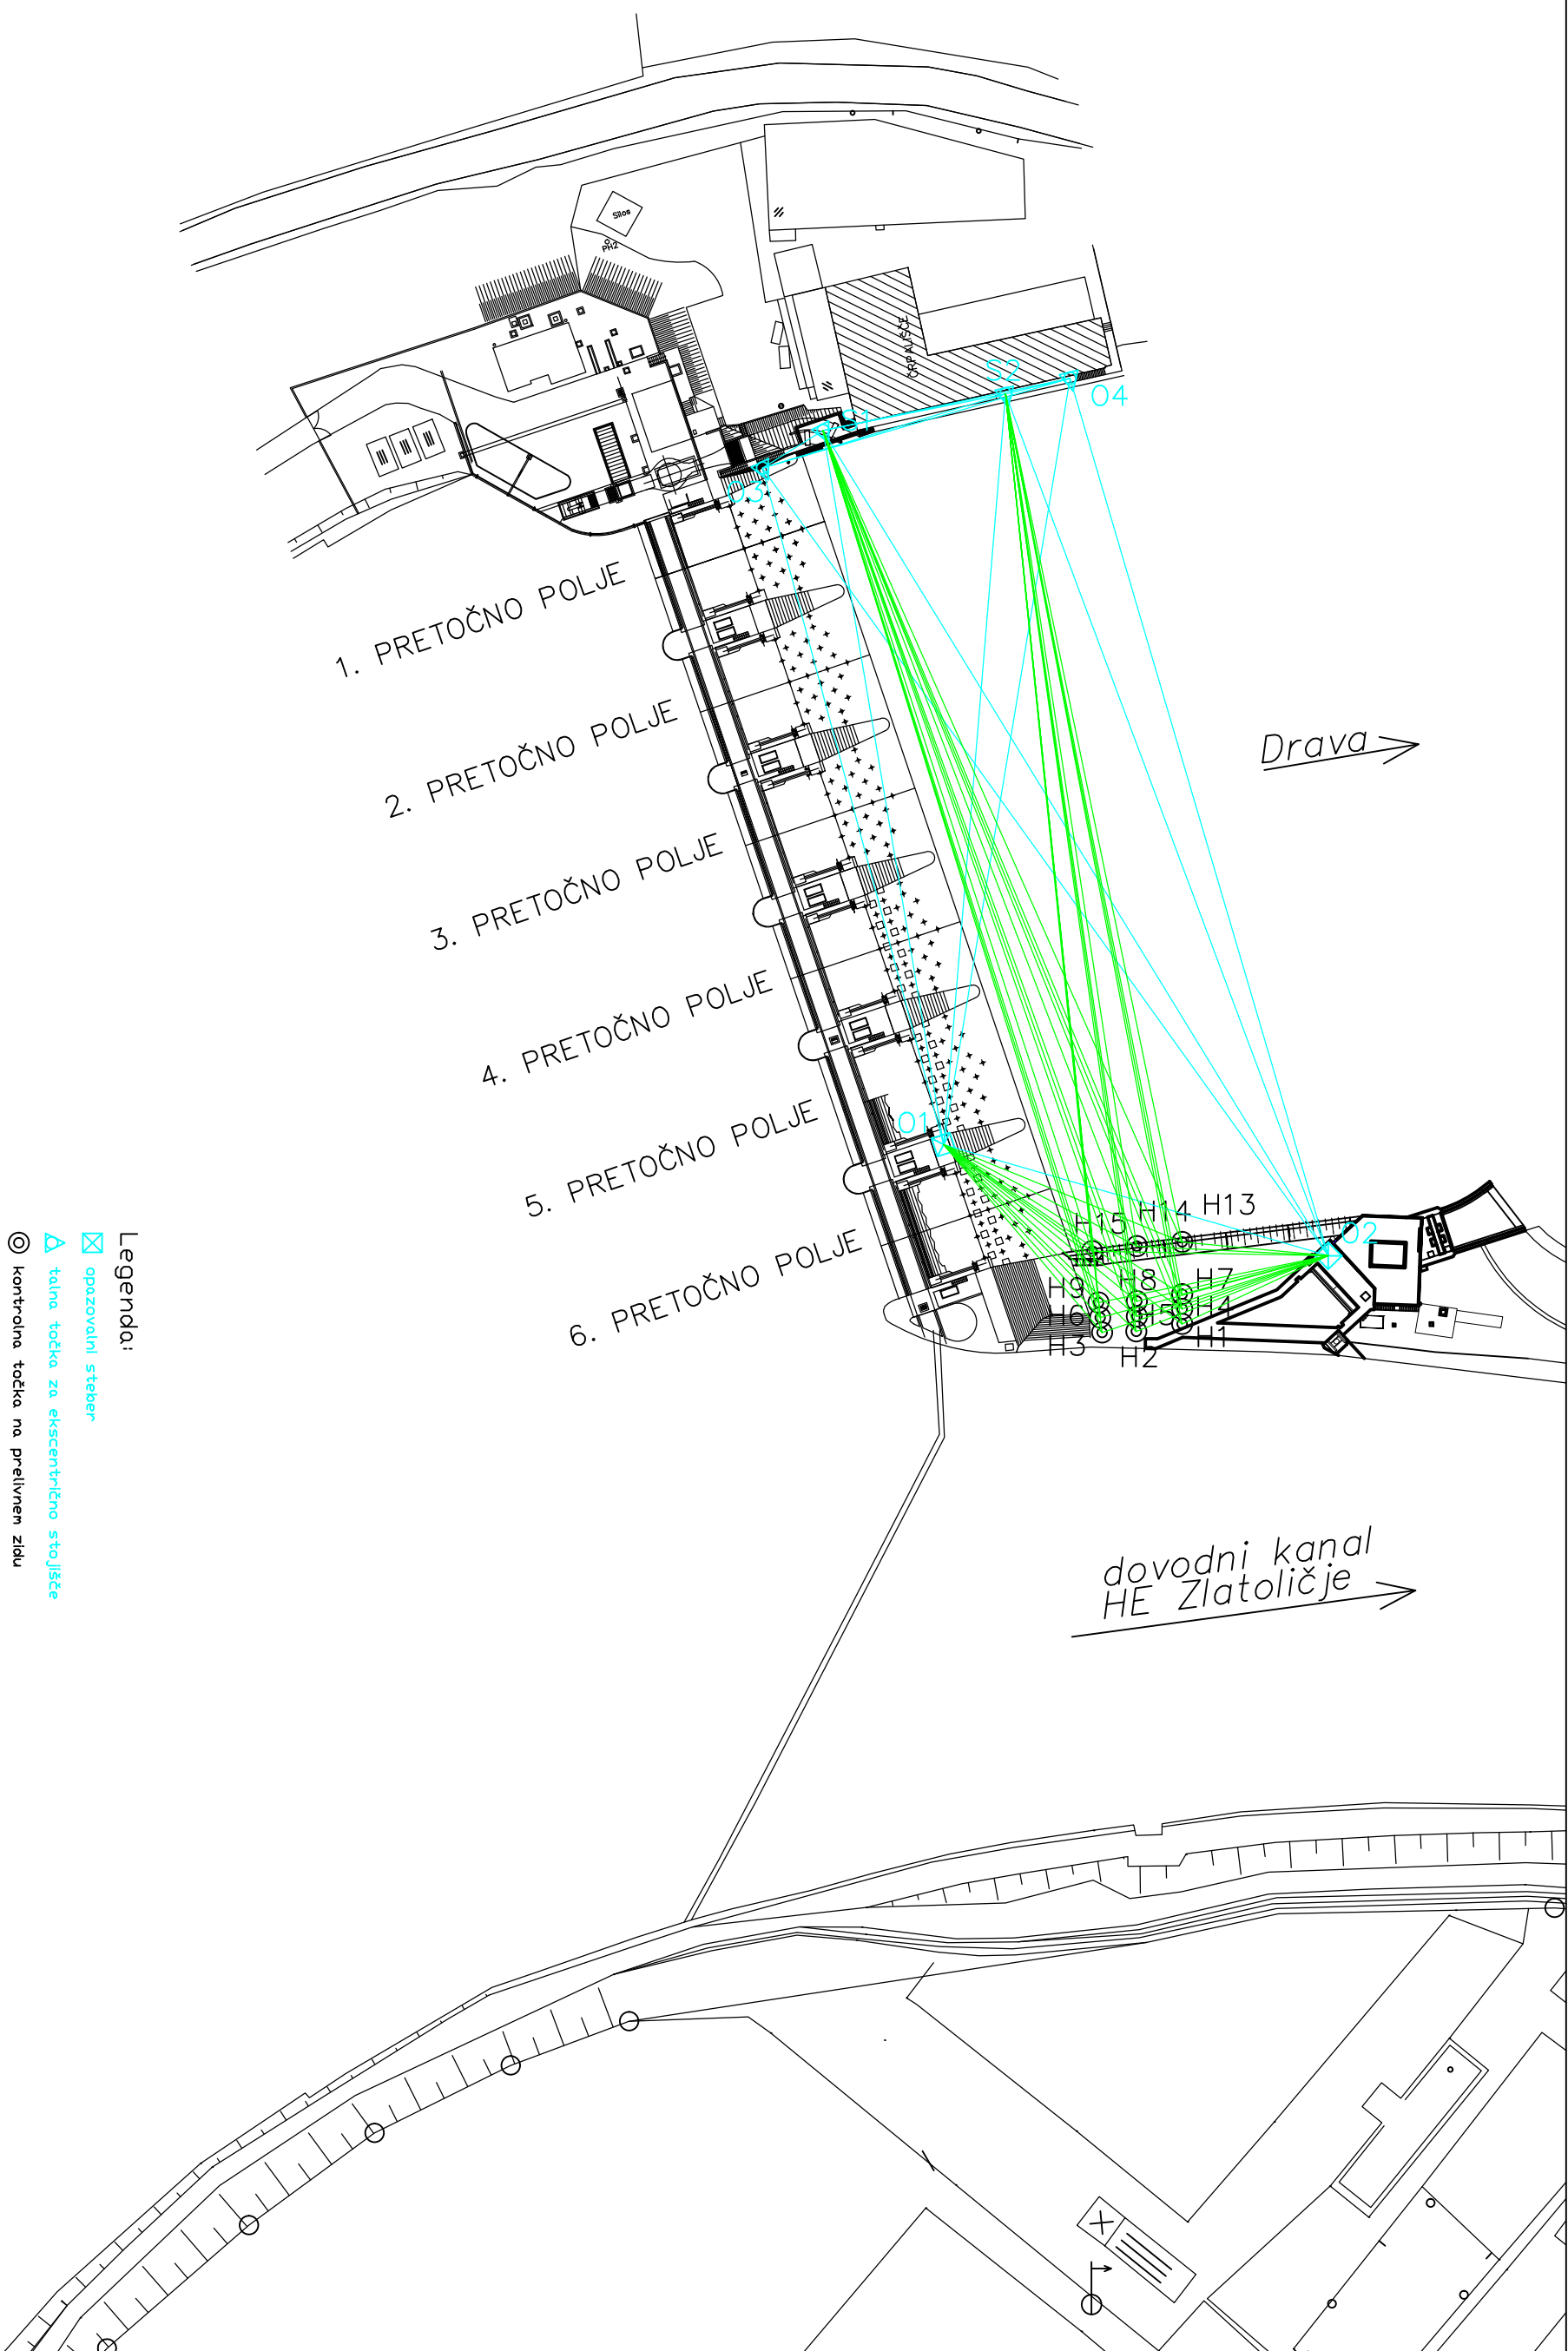 Silos
PH2
ČRPALIŠČE
S2
O4
S1
O3
1. PRETOČNO POLJE
2. PRETOČNO POLJE
3. PRETOČNO POLJE
4. PRETOČNO POLJE
5. PRETOČNO POLJE
6. PRETOČNO POLJE
Drava
O1
H15
H14
H13
O2
H9
H8
H7
H6
H5
H4
H3
H2
H1
dovodni kanal
HE Zlatoličje
Legenda:
opazovalni steber
talna točka za ekscentrično stojišče
kontrolna točka na prelivnem zidu